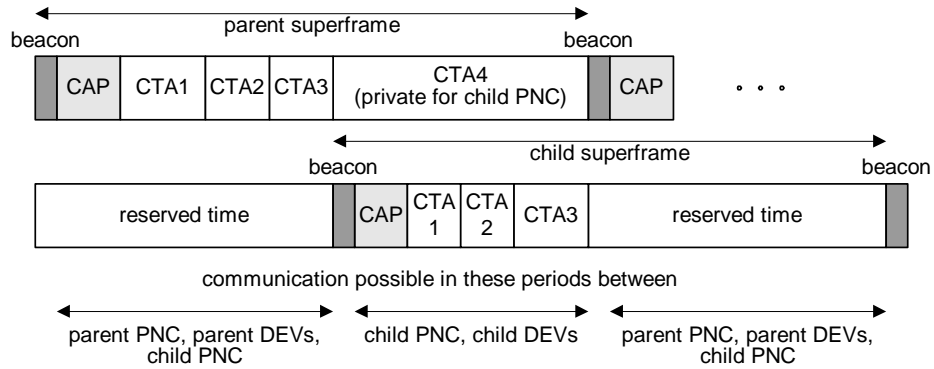 parent superframe
beacon
beacon
CAP
CTA1
CTA2
CTA3
CTA4
(private for child PNC)
CAP
child superframe
beacon
beacon
reserved time
CAP
CTA
1
CTA
2
CTA3
reserved time
communication possible in these periods between
parent PNC, parent DEVs,
child PNC
child PNC, child DEVs
parent PNC, parent DEVs,
child PNC